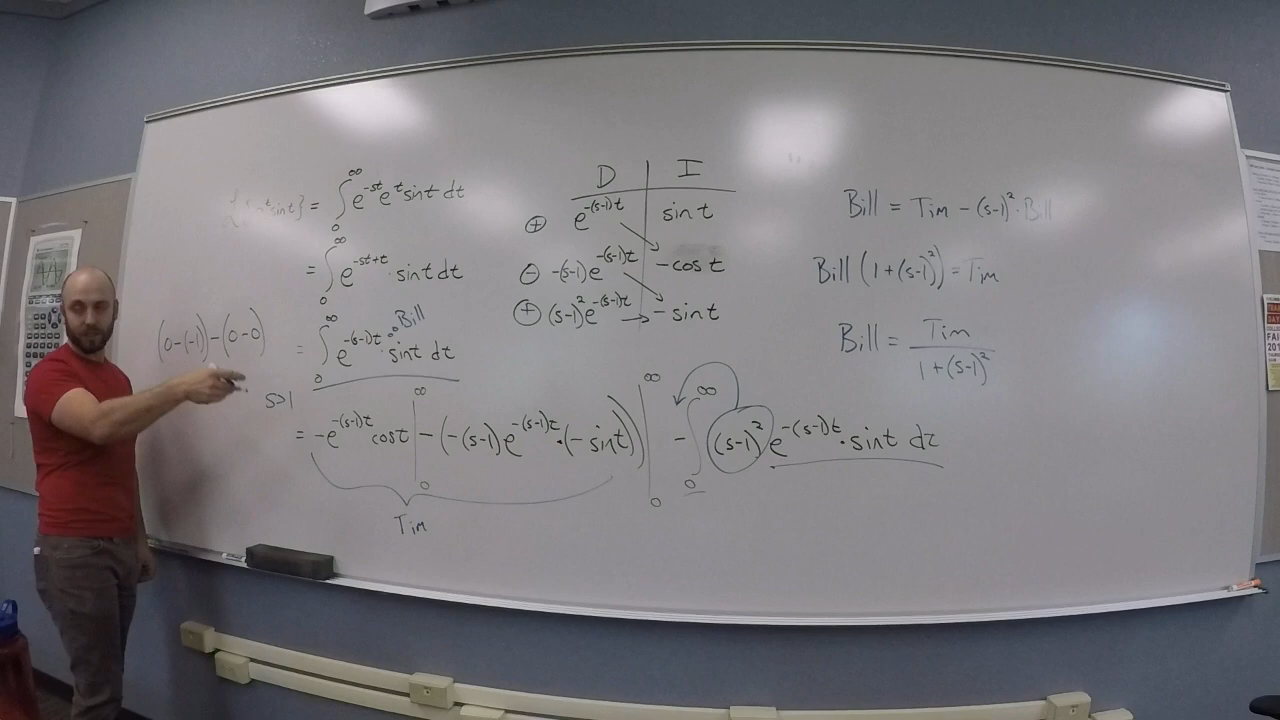 = ∫₀^∞ e^{-st} e^t sin t dt
= ∫₀^∞ e^{-st+t} · sin t dt
Bill
= ∫₀^∞ e^{-(s-1)t} · sin t dt
(0-(-1))-(0-0)
s>1
= -e^{-(s-1)t} cos t |₀^∞ - (-(s-1)e^{-(s-1)t} · (-sin t))|₀^∞ - ∫₀^∞ (s-1)² e^{-(s-1)t} · sin t dt
Tim
D | I
⊕ e^{-(s-1)t} sin t
⊖ -(s-1)e^{-(s-1)t} -cos t
⊕ (s-1)² e^{-(s-1)t} → -sin t
Bill = Tim - (s-1)² · Bill
Bill (1+(s-1)²) = Tim
Bill = Tim / 1+(s-1)²